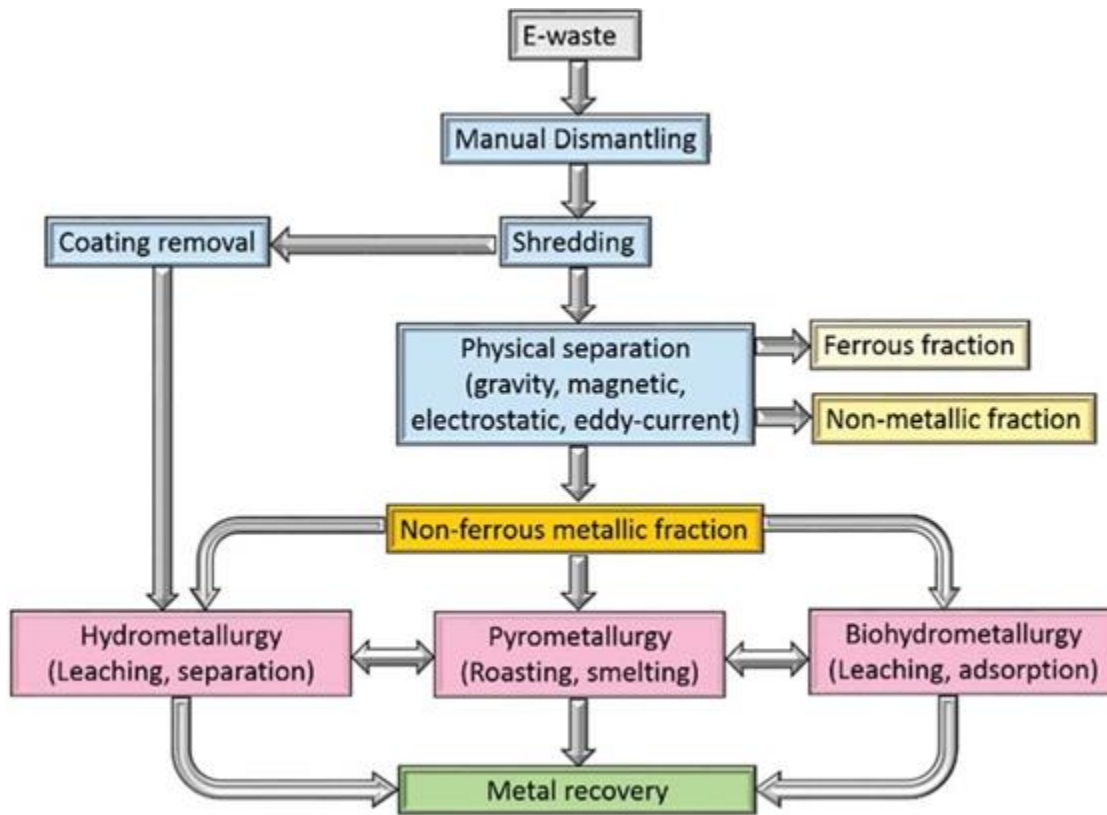 E-waste
Manual Dismantling
Coating removal
Shredding
Physical separation
(gravity, magnetic,
electrostatic, eddy-current)
Ferrous fraction
Non-metallic fraction
Non-ferrous metallic fraction
Hydrometallurgy
(Leaching, separation)
Pyrometallurgy
(Roasting, smelting)
Biohydrometallurgy
(Leaching, adsorption)
Metal recovery